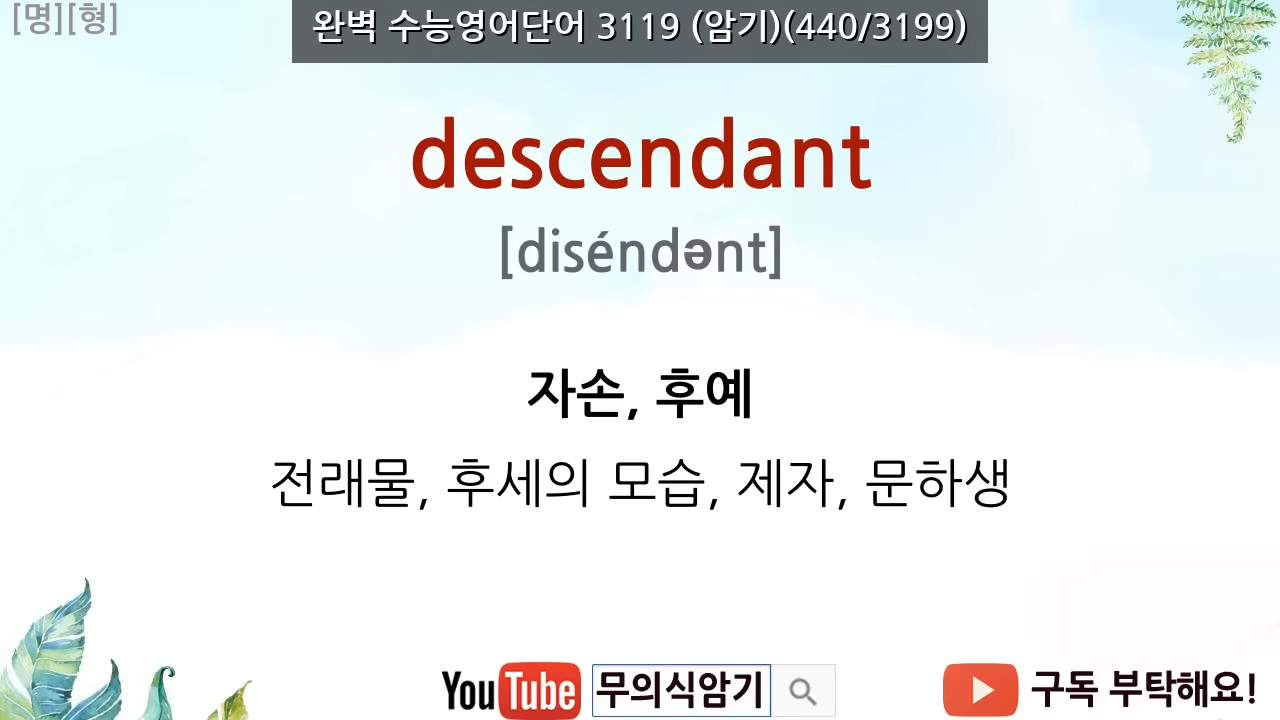 [명][형]
완벽 수능영어단어 3119 (암기)(440/3199)
descendant
[diséndənt]
자손, 후예
전래물, 후세의 모습, 제자, 문하생
YouTube 무의식암기 구독 부탁해요!